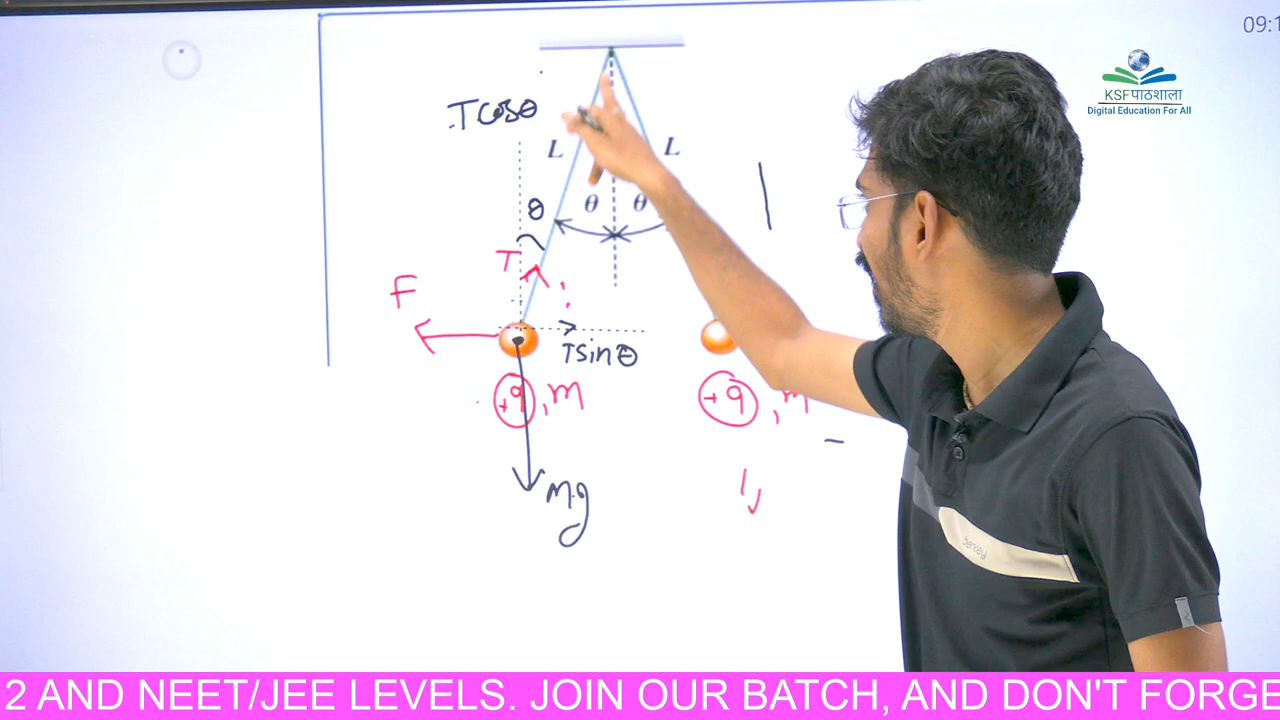 09:1
KSFपाठशाला
Digital Education For All
Tcosθ
L
L
θ
θ
θ
T
F
Tsinθ
+q, m
+q, m
mg
berkey
2 AND NEET/JEE LEVELS. JOIN OUR BATCH, AND DON'T FORGE